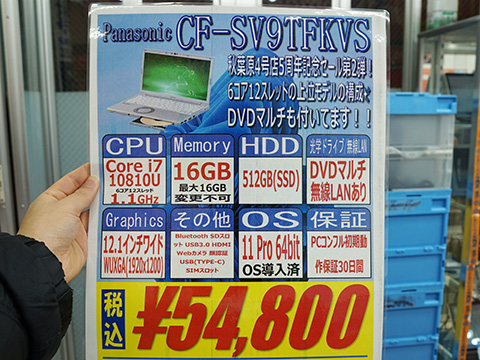 Panasonic CF-SV9TFKVS
秋葉原4号店5周年記念セール第2弾!
6コア12スレットの上位モデルの構成☆
DVDマルチも付いてます!!
CPU
Core i7
10810U
6コア12スレッド
1.1GHz
Memory
16GB
最大16GB
変更不可
HDD
512GB(SSD)
光学ドライブ/無線LAN
DVDマルチ
無線LANあり
Graphics
12.1インチワイド
WUXGA(1920x1200)
その他
Bluetooth SDスロ
ット USB3.0 HDMI
Webカメラ 顔認証
USB(TYPE-C)
SIMスロット
OS
11 Pro 64bit
OS導入済
保証
PCコンフル初期動
作保証30日間
税込
¥54,800